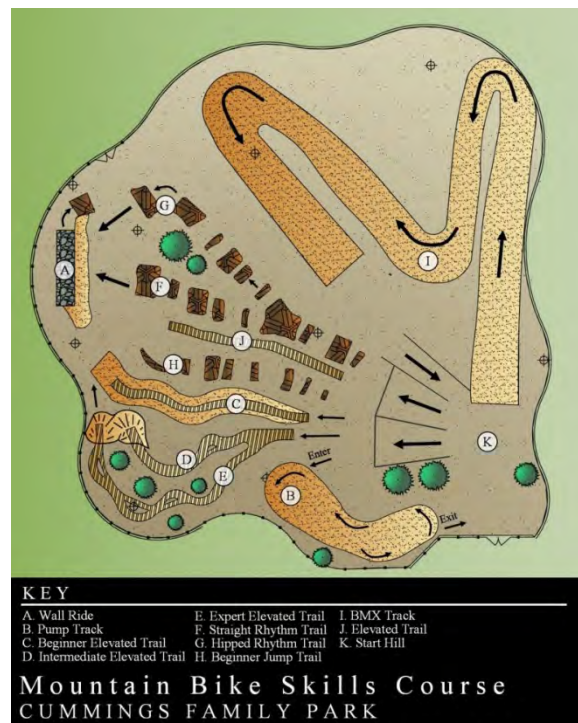 G
A
F
I
J
H
C
K
D
E
Enter
B
Exit
KEY
A. Wall Ride
B. Pump Track
C. Beginner Elevated Trail
D. Intermediate Elevated Trail
E. Expert Elevated Trail
F. Straight Rhythm Trail
G. Hipped Rhythm Trail
H. Beginner Jump Trail
I. BMX Track
J. Elevated Trail
K. Start Hill
Mountain Bike Skills Course
CUMMINGS FAMILY PARK